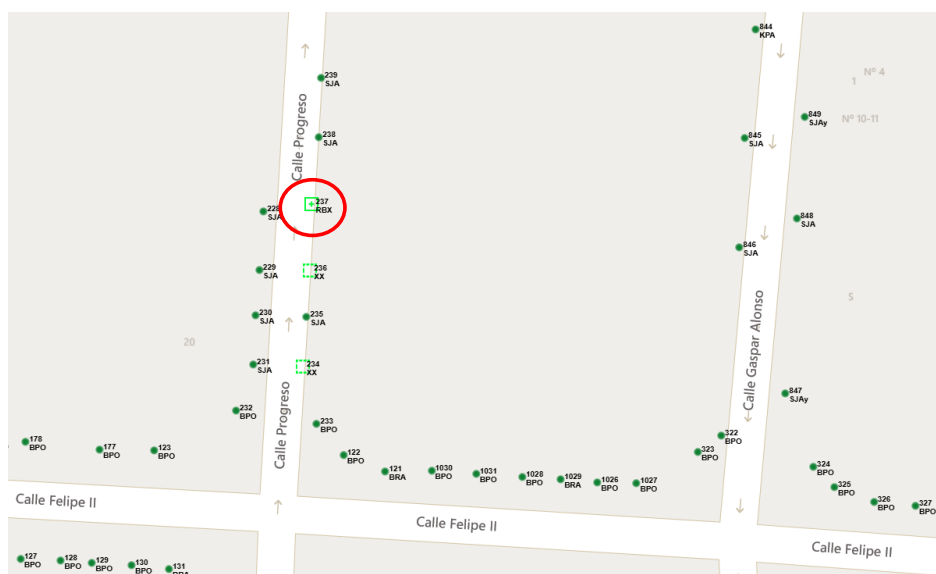 844
KPA
Nº 4
1
239
SJA
849
SJAy
Nº 10-11
238
SJA
845
SJA
Calle Progreso
237
RBX
228
SJA
848
SJA
846
SJA
229
SJA
236
XX
S
230
SJA
235
SJA
20
Calle Gaspar Alonso
231
SJA
234
XX
847
SJAy
232
BPO
Calle Progreso
233
BPO
322
BPO
178
BPO
177
BPO
123
BPO
122
BPO
323
BPO
121
BRA
1030
BPO
1031
BPO
1028
BPO
1029
BRA
1026
BPO
1027
BPO
324
BPO
325
BPO
326
BPO
327
BPO
Calle Felipe II
Calle Felipe II
Calle Felipe II
127
BPO
128
BPO
129
BPO
130
BPO
131